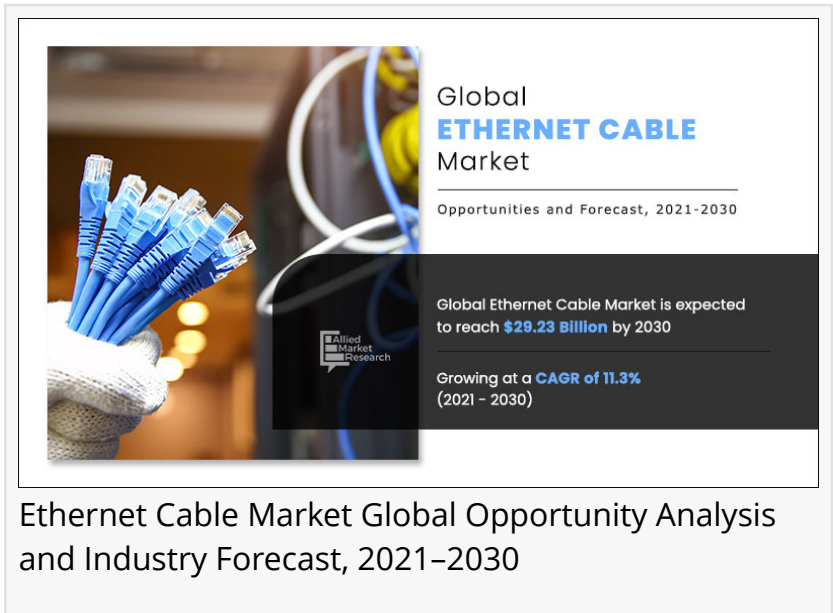 Global
ETHERNET CABLE
Market
Opportunities and Forecast, 2021-2030
Global Ethernet Cable Market is expected
to reach $29.23 Billion by 2030
Allied
Market
Research
Growing at a CAGR of 11.3%
(2021 - 2030)
Ethernet Cable Market Global Opportunity Analysis
and Industry Forecast, 2021–2030